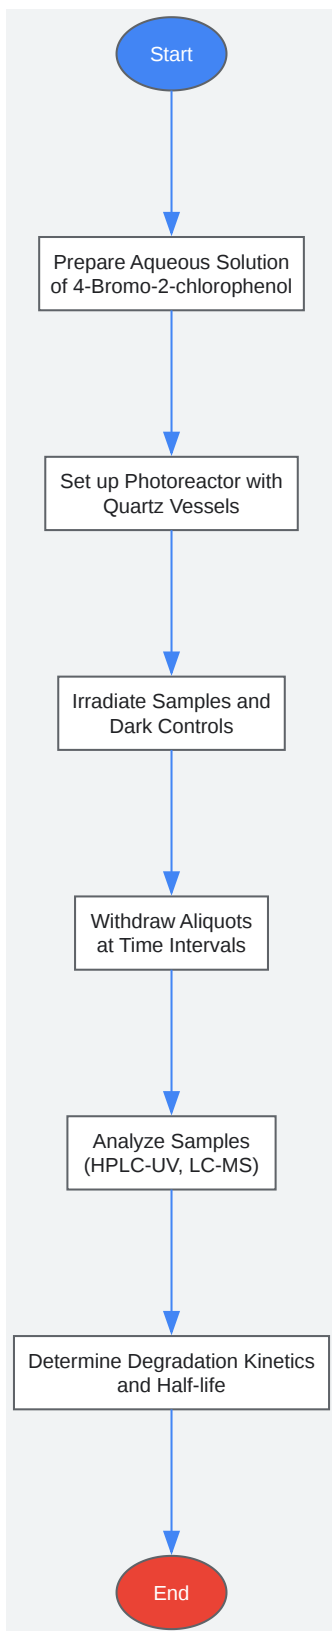 Start
Prepare Aqueous Solution
of 4-Bromo-2-chlorophenol
Set up Photoreactor with
Quartz Vessels
Irradiate Samples and
Dark Controls
Withdraw Aliquots
at Time Intervals
Analyze Samples
(HPLC-UV, LC-MS)
Determine Degradation Kinetics
and Half-life
End